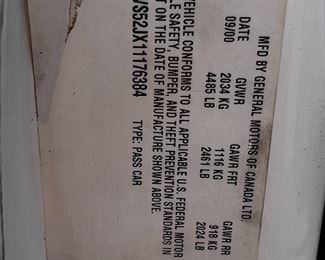 MFD BY GENERAL MOTORS OF CANADA LTD.
DATE GVWR GAWR FRT GAWR RR
09/00 2034 KG 1116 KG 918 KG
4485 LB 2461 LB 2024 LB
VEHICLE CONFORMS TO ALL APPLICABLE U.S. FEDERAL MOTOR
LE SAFETY, BUMPER, AND THEFT PREVENTION STANDARDS IN
T ON THE DATE OF MANUFACTURE SHOWN ABOVE.
S52JX11176384 TYPE: PASS CAR